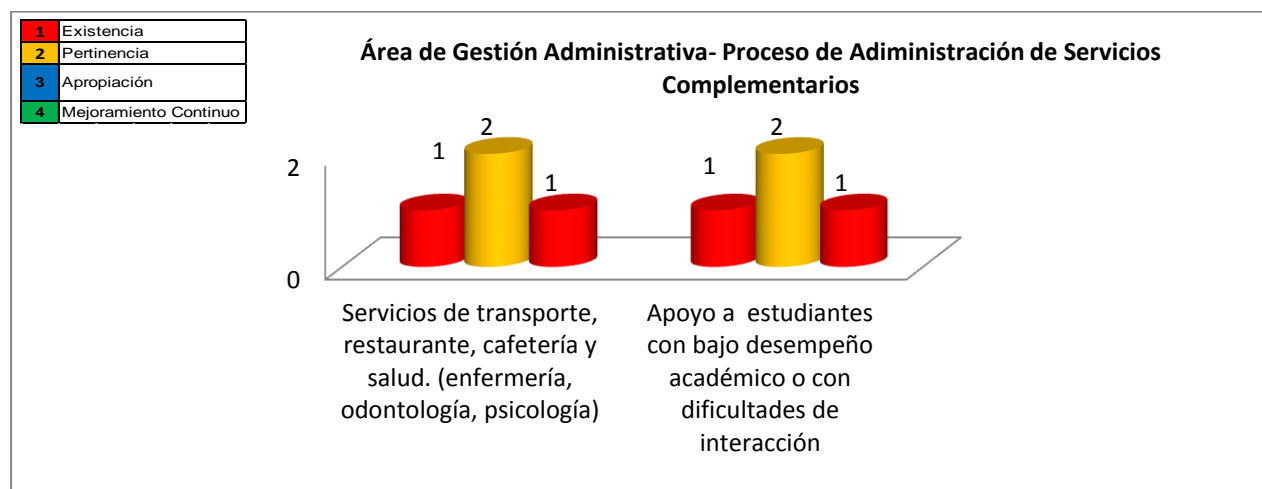 1 Existencia
2 Pertinencia
3 Apropiación
4 Mejoramiento Continuo
Área de Gestión Administrativa- Proceso de Adiministración de Servicios
Complementarios
2
0
1
2
1
1
2
1
Servicios de transporte,
restaurante, cafetería y
salud. (enfermería,
odontología, psicología)
Apoyo a  estudiantes
con bajo desempeño
académico o con
dificultades de
interacción